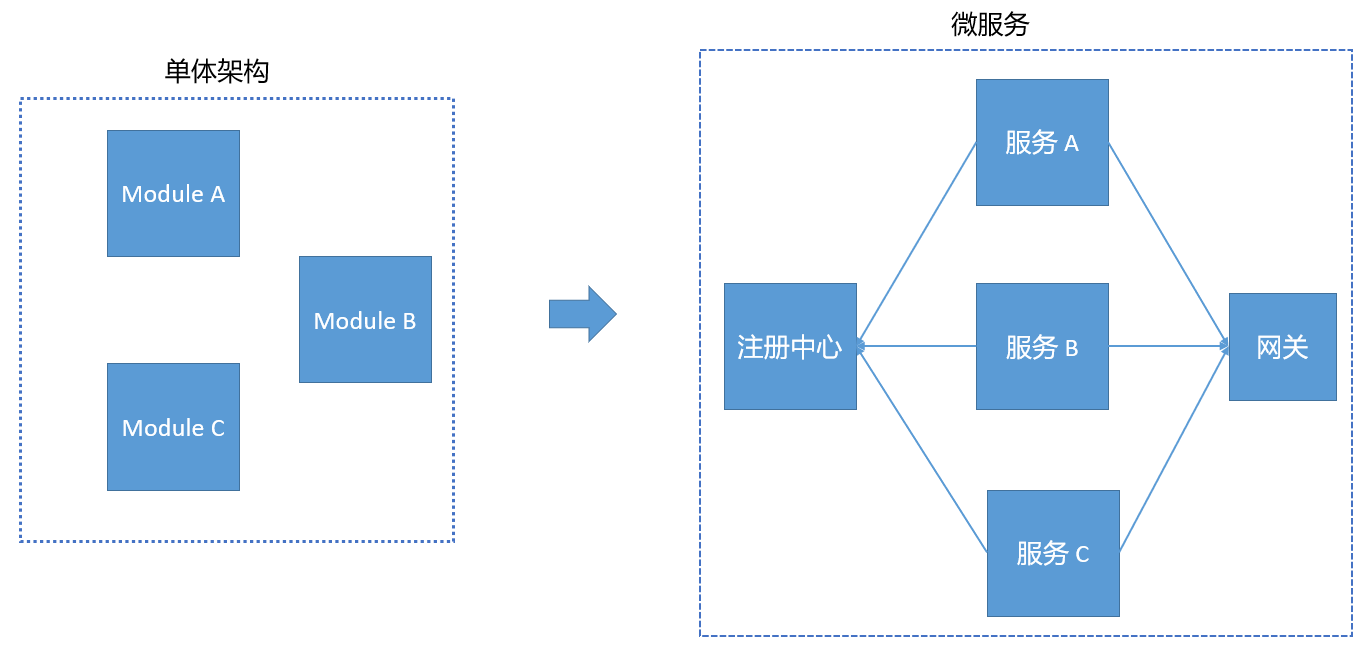 单体架构
Module A
Module B
Module C
微服务
服务 A
注册中心
服务 B
网关
服务 C